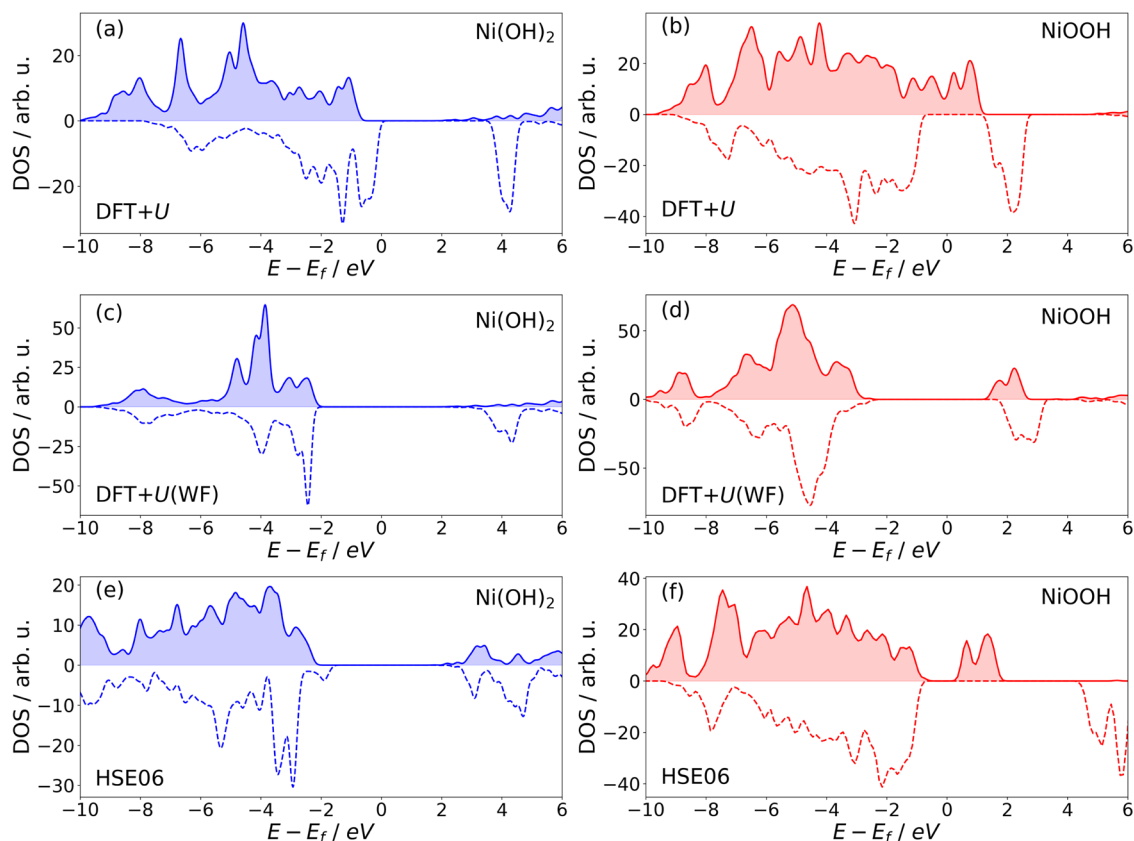 (a)
Ni(OH)₂
DOS / arb. u.
20
0
−20
DFT+U
−10 −8 −6 −4 −2 0 2 4 6
E − E_f / eV
(b)
NiOOH
DOS / arb. u.
20
0
−20
−40
DFT+U
−10 −8 −6 −4 −2 0 2 4 6
E − E_f / eV
(c)
Ni(OH)₂
DOS / arb. u.
50
25
0
−25
−50
DFT+U(WF)
−10 −8 −6 −4 −2 0 2 4 6
E − E_f / eV
(d)
NiOOH
DOS / arb. u.
50
0
−50
DFT+U(WF)
−10 −8 −6 −4 −2 0 2 4 6
E − E_f / eV
(e)
Ni(OH)₂
DOS / arb. u.
20
10
0
−10
−20
−30
HSE06
−10 −8 −6 −4 −2 0 2 4 6
E − E_f / eV
(f)
NiOOH
DOS / arb. u.
40
20
0
−20
−40
HSE06
−10 −8 −6 −4 −2 0 2 4 6
E − E_f / eV